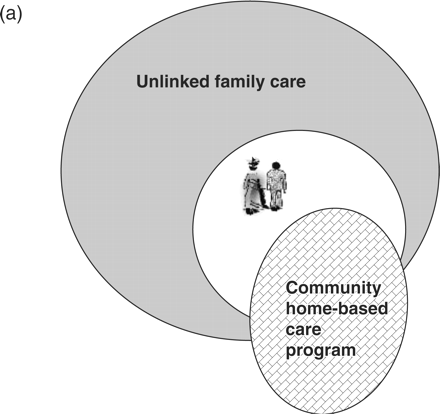 (a)
Unlinked family care
Community
home-based
care
program